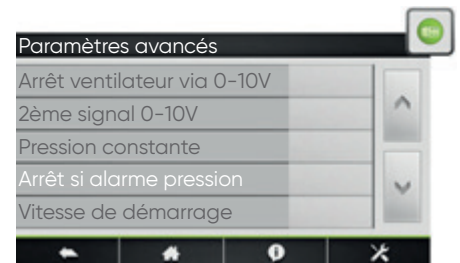 Paramètres avancés
Arrêt ventilateur via 0-10V
2ème signal 0-10V
Pression constante
Arrêt si alarme pression
Vitesse de démarrage